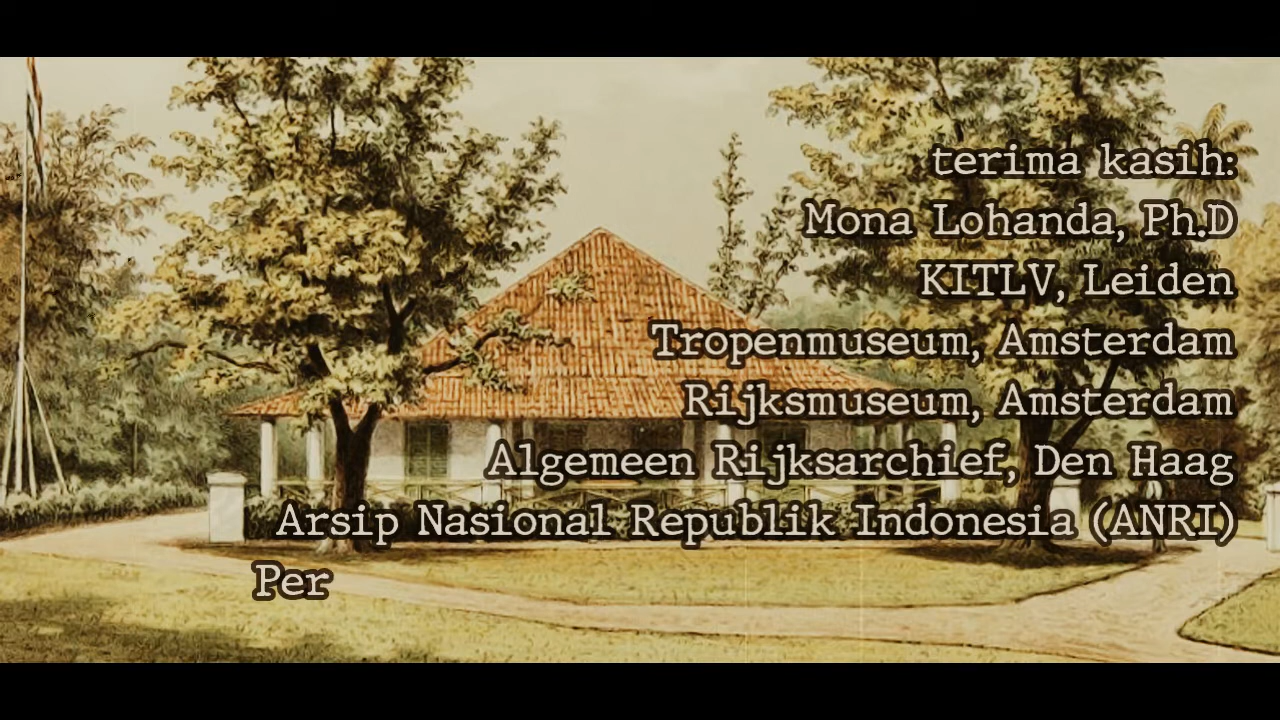 terima kasih:
Mona Lohanda, Ph.D
KITLV, Leiden
Tropenmuseum, Amsterdam
Rijksmuseum, Amsterdam
Algemeen Rijksarchief, Den Haag
Arsip Nasional Republik Indonesia (ANRI)
Per